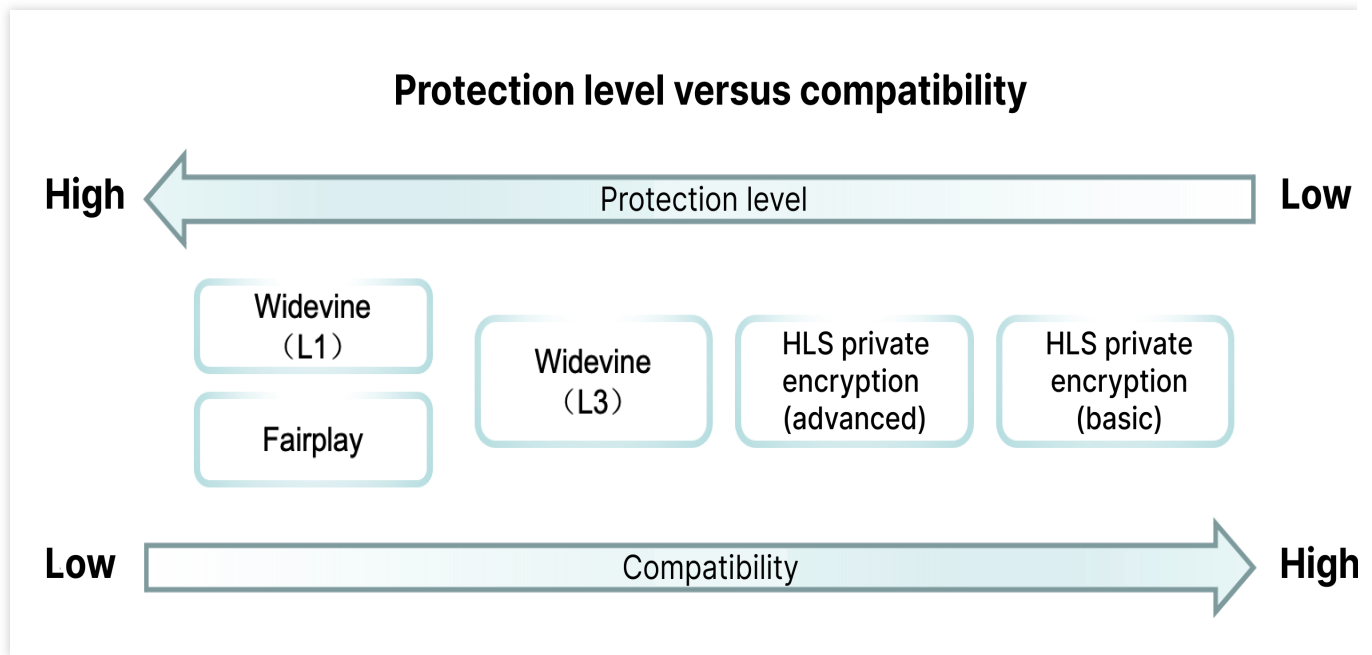 Protection level versus compatibility
High
Protection level
Low
Widevine
（L1）
Fairplay
Widevine
（L3）
HLS private
encryption
(advanced)
HLS private
encryption
(basic)
Low
Compatibility
High